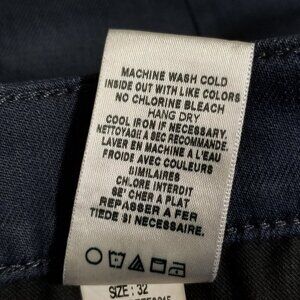 MACHINE WASH COLD
INSIDE OUT WITH LIKE COLORS
NO CHLORINE BLEACH
HANG DRY
COOL IRON IF NECESSARY.
NETTOYAGE A SEC RECOMMANDE.
LAVER EN MACHINE A L'EAU
FROIDE AVEC COULEURS
SIMILAIRES
CHLORE INTERDIT
SE' CHER A PLAT
REPASSER A FER
TIEDE SI NECESSAIRE.
SIZE: 32